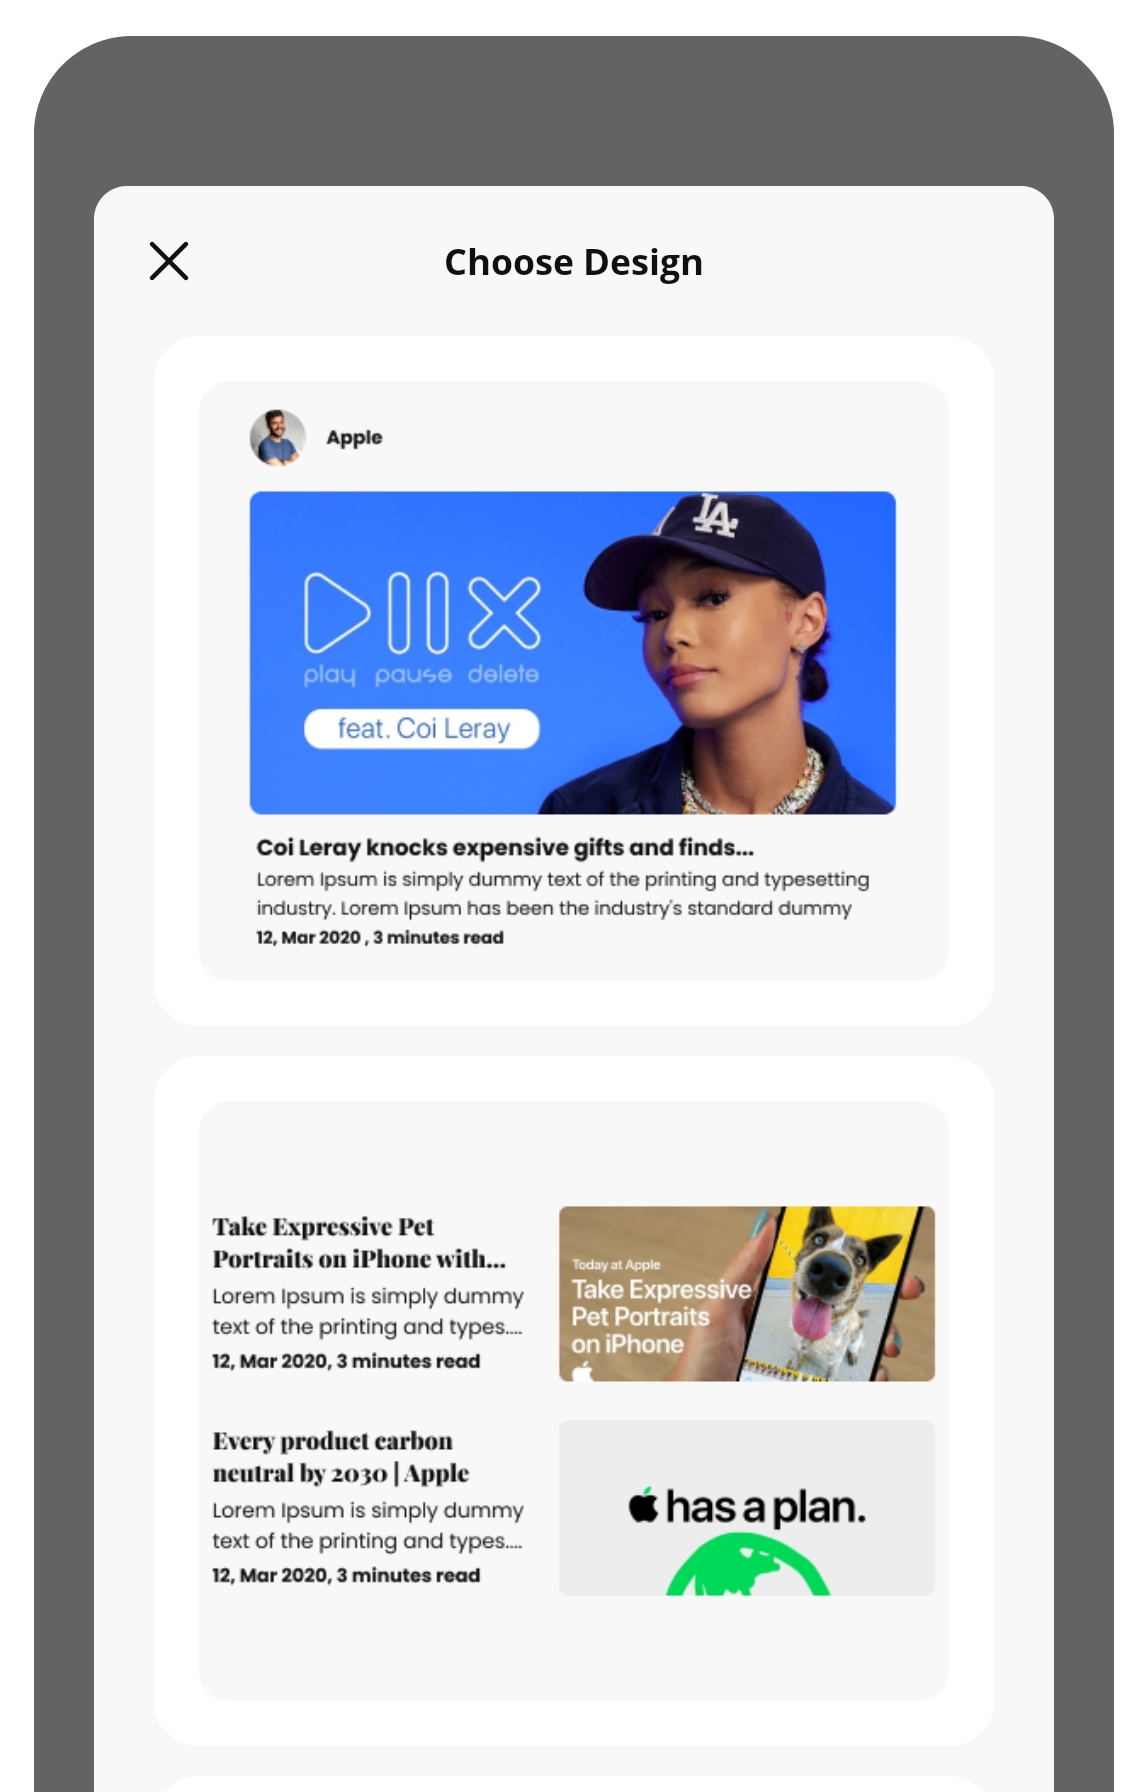 Choose Design
Apple
LA
play pause delete
feat. Coi Leray
Coi Leray knocks expensive gifts and finds...
Lorem Ipsum is simply dummy text of the printing and typesetting
industry. Lorem Ipsum has been the industry's standard dummy
12, Mar 2020 , 3 minutes read
Take Expressive Pet
Portraits on iPhone with...
Lorem Ipsum is simply dummy
text of the printing and types....
12, Mar 2020, 3 minutes read
Today at Apple
Take Expressive
Pet Portraits
on iPhone
Every product carbon
neutral by 2030 | Apple
Lorem Ipsum is simply dummy
text of the printing and types....
12, Mar 2020, 3 minutes read
has a plan.